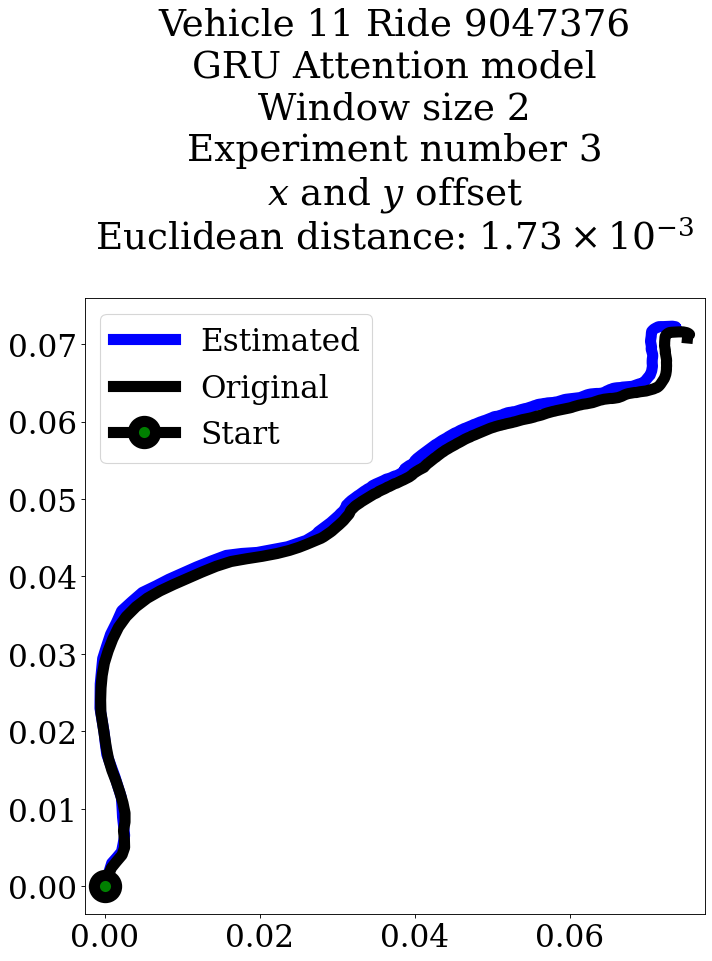 Vehicle 11 Ride 9047376
GRU Attention model
Window size 2
Experiment number 3
x and y offset
Euclidean distance: 1.73 × 10⁻³
Estimated
Original
Start
0.07
0.06
0.05
0.04
0.03
0.02
0.01
0.00
0.00 0.02 0.04 0.06